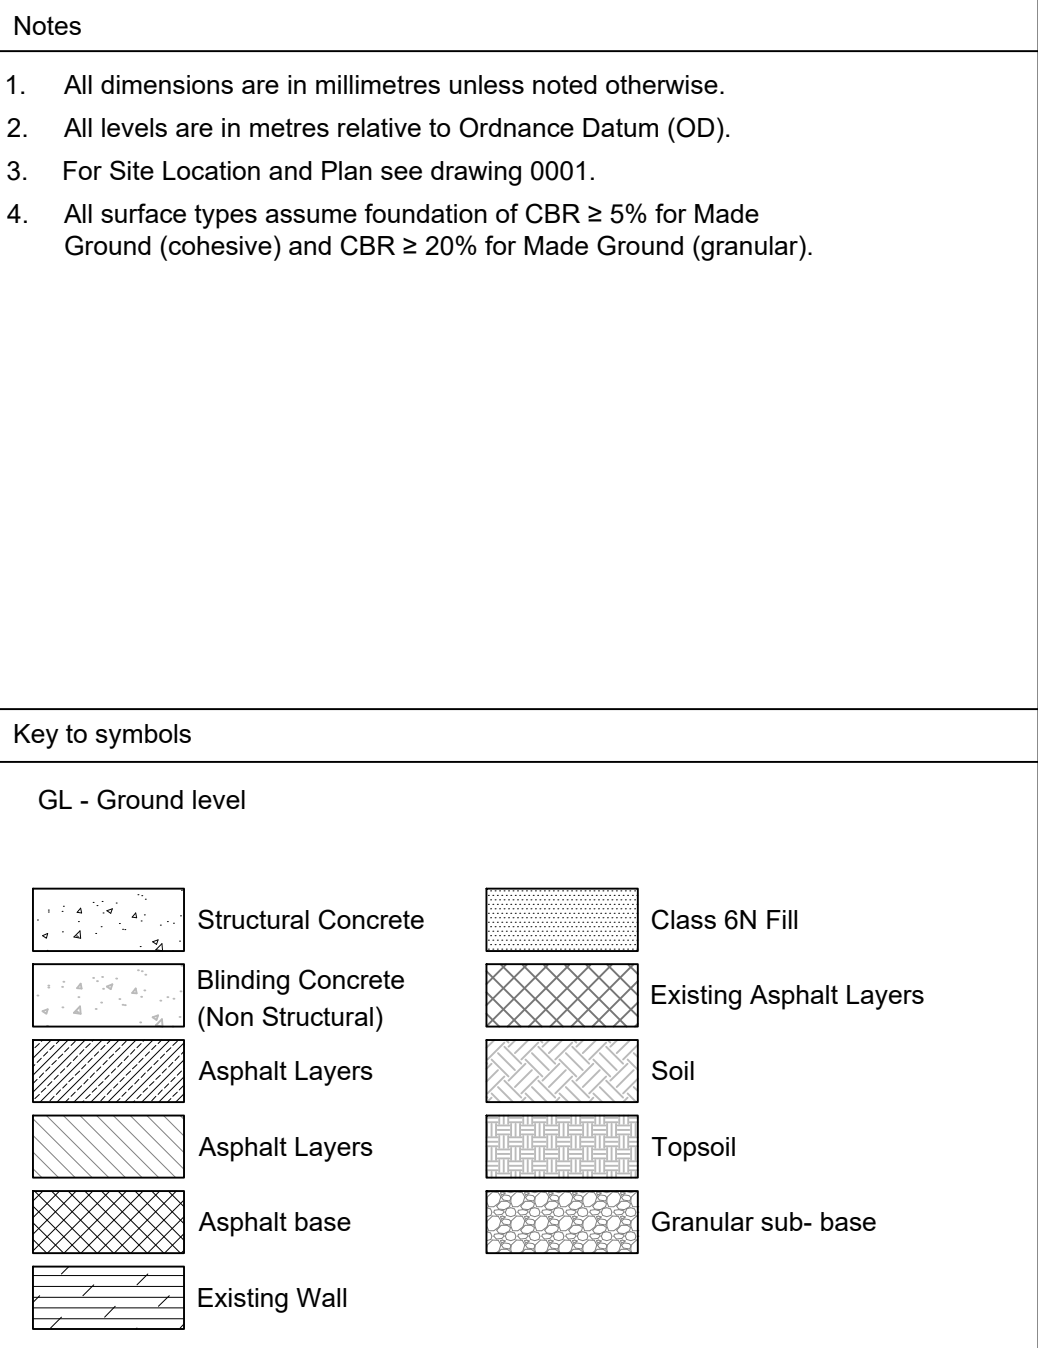 Notes
1. All dimensions are in millimetres unless noted otherwise.
2. All levels are in metres relative to Ordnance Datum (OD).
3. For Site Location and Plan see drawing 0001.
4. All surface types assume foundation of CBR ≥ 5% for Made
Ground (cohesive) and CBR ≥ 20% for Made Ground (granular).
Key to symbols
GL - Ground level
Structural Concrete
Blinding Concrete
(Non Structural)
Asphalt Layers
Asphalt Layers
Asphalt base
Existing Wall
Class 6N Fill
Existing Asphalt Layers
Soil
Topsoil
Granular sub- base